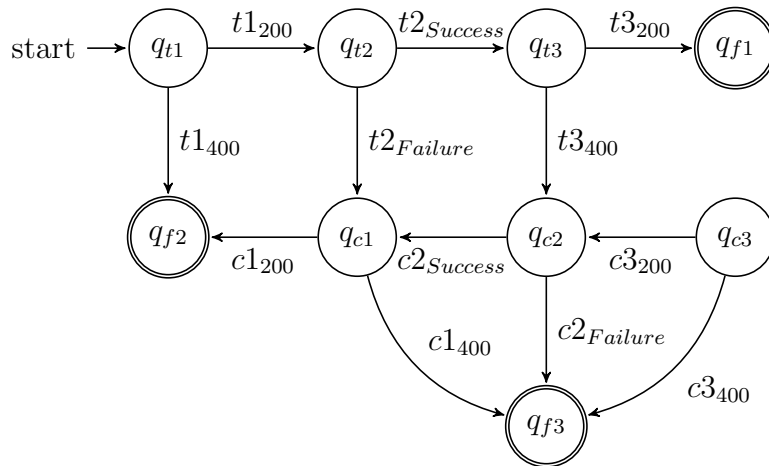 start q_{t1} t1_{200} q_{t2} t2_{Success} q_{t3} t3_{200} q_{f1}
t1_{400} t2_{Failure} t3_{400}
q_{f2} c1_{200} q_{c1} c2_{Success} q_{c2} c3_{200} q_{c3}
c1_{400} c2_{Failure} c3_{400}
q_{f3}